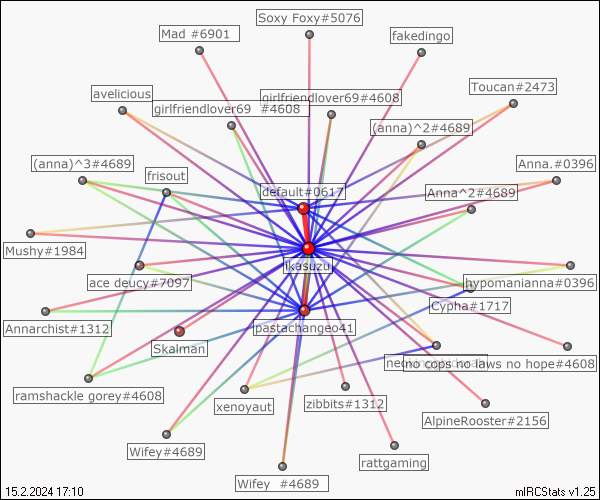 Soxy Foxy#5076
Mad #6901
fakedingo
Toucan#2473
avelicious
girlfriendlover69#4608
girlfriendlover69 #4608
(anna)^2#4689
(anna)^3#4689
frisout
Anna.#0396
default#0617
Anna^2#4689
Mushy#1984
ikasuzu
ace deucy#7097
hypomanianna#0396
Cypha#1717
Annarchist#1312
pastachangeo41
Skalman
no cops no laws no hope#4608
ramshackle gorey#4608
xenoyaut
zibbits#1312
AlpineRooster#2156
Wifey#4689
rattgaming
Wifey #4689
15.2.2024 17:10
mIRCStats v1.25